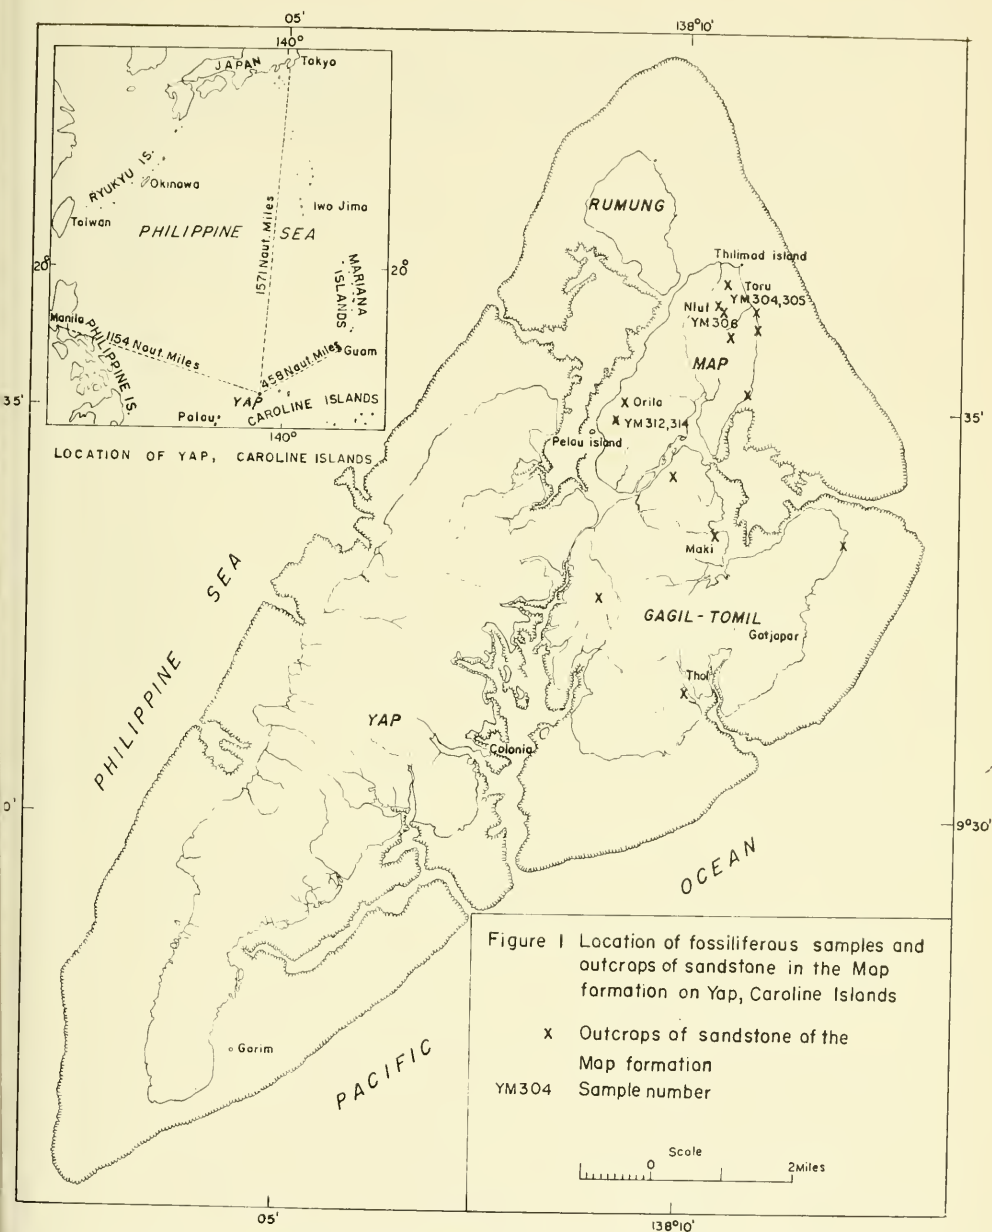 05'
138°10'
140°
JAPAN
Tokyo
RYUKYU IS.
Okinawa
Iwo Jima
Taiwan
PHILIPPINE SEA
1571 Naut. Miles
20°
20°
MARIANA
ISLANDS
Manila
PHILIPPINE IS.
1154 Naut. Miles
458 Naut. Miles
Guam
YAP
CAROLINE ISLANDS
Palau
140°
LOCATION OF YAP, CAROLINE ISLANDS
RUMUNG
Thilimad island
Toru
YM304,305
Nlul
YM306
MAP
35'
Orila
YM312,314
35'
Pelau island
Maki
GAGIL-TOMIL
Gatjapar
Thol
PHILIPPINE SEA
YAP
Colonia
0'
9°30'
PACIFIC OCEAN
Gorim
Figure 1 Location of fossiliferous samples and
outcrops of sandstone in the Map
formation on Yap, Caroline Islands
X Outcrops of sandstone of the
Map formation
YM304 Sample number
Scale
0 2Miles
05'
138°10'